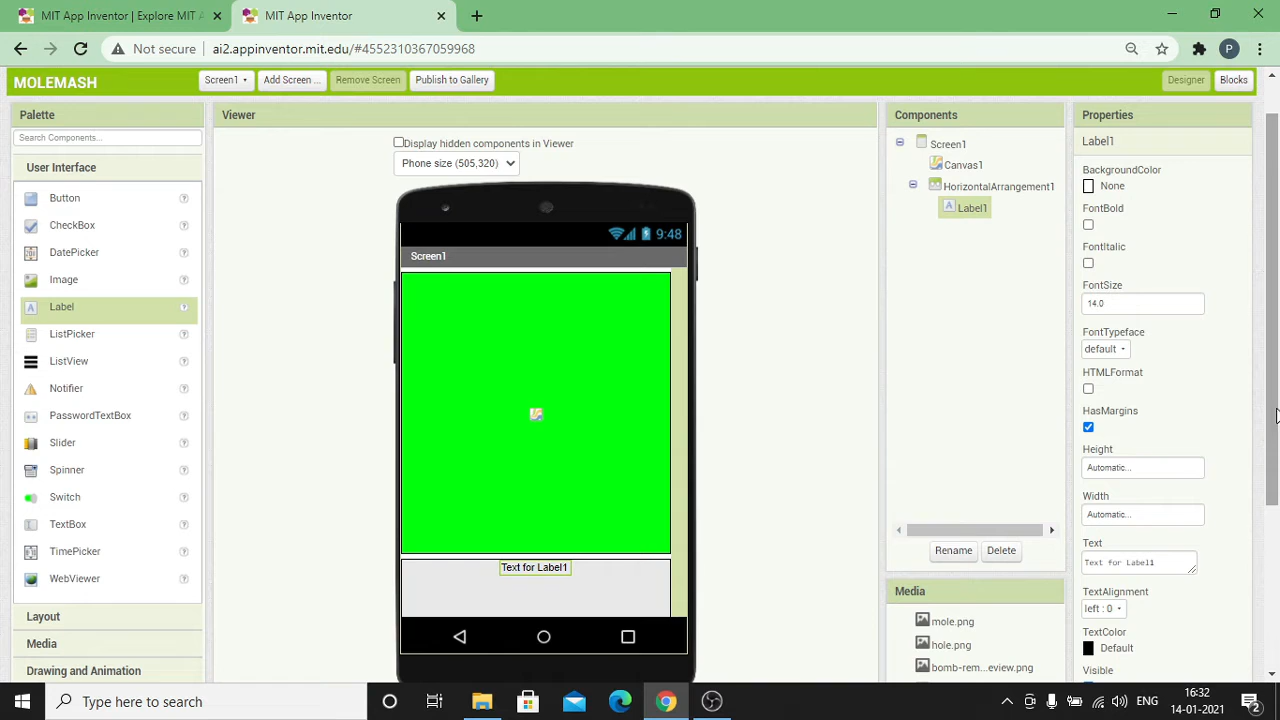 MIT App Inventor | Explore MIT A
MIT App Inventor
Not secure
ai2.appinventor.mit.edu/#4552310367059968
P
MOLEMASH
Screen1
Add Screen ...
Remove Screen
Publish to Gallery
Designer
Blocks
Palette
Search Components...
User Interface
Button
CheckBox
DatePicker
Image
Label
ListPicker
ListView
Notifier
PasswordTextBox
Slider
Spinner
Switch
TextBox
TimePicker
WebViewer
Layout
Media
Drawing and Animation
Viewer
Display hidden components in Viewer
Phone size (505,320)
9:48
Screen1
Text for Label1
Components
Screen1
Canvas1
HorizontalArrangement1
Label1
Rename
Delete
Media
mole.png
hole.png
bomb-rem...eview.png
Properties
Label1
BackgroundColor
None
FontBold
FontItalic
FontSize
14.0
FontTypeface
default
HTMLFormat
HasMargins
Height
Automatic...
Width
Automatic...
Text
Text for Label1
TextAlignment
left : 0
TextColor
Default
Visible
Type here to search
ENG
16:32
14-01-2021
2